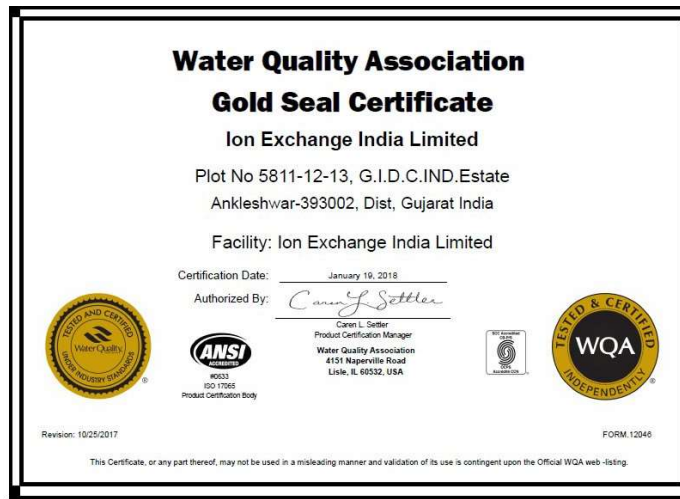 Water Quality Association
Gold Seal Certificate
Ion Exchange India Limited
Plot No 5811-12-13, G.I.D.C.IND.Estate
Ankleshwar-393002, Dist, Gujarat India
Facility: Ion Exchange India Limited
Certification Date: January 19, 2018
Authorized By: Caren L. Settler
Caren L. Settler
Product Certification Manager
Water Quality Association
4151 Naperville Road
Lisle, IL 60532, USA
TESTED AND CERTIFIED
Water Quality
UNDER INDUSTRY STANDARDS
®
ANSI
ACCREDITED
#0633
ISO 17065
Product Certification Body
SCC Accredited
TESTED & CERTIFIED
WQA
INDEPENDENTLY
®
Revision: 10/25/2017
FORM.12046
This Certificate, or any part thereof, may not be used in a misleading manner and validation of its use is contingent upon the Official WQA web -listing.